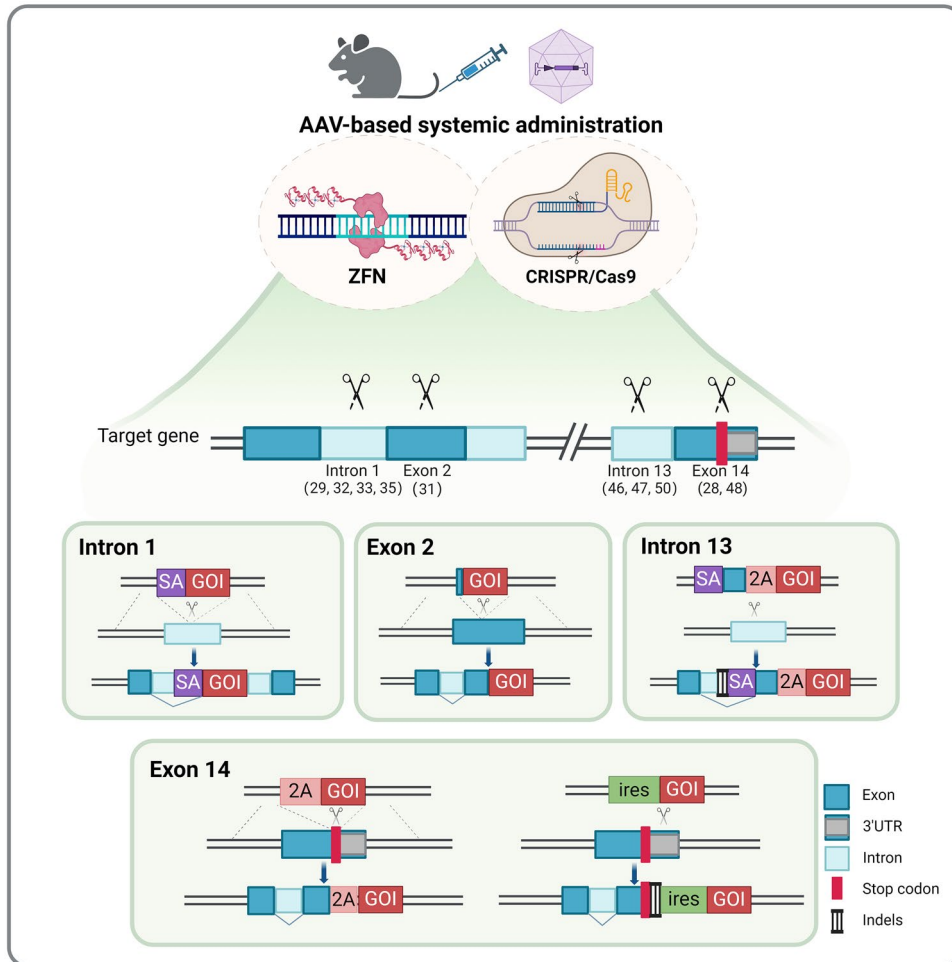 AAV-based systemic administration
ZFN
CRISPR/Cas9
Target gene
Intron 1
(29, 32, 33, 35)
Exon 2
(31)
Intron 13
(46, 47, 50)
Exon 14
(28, 48)
Intron 1
SA GOI
SA GOI
Exon 2
GOI
GOI
Intron 13
SA 2A GOI
SA 2A GOI
Exon 14
2A GOI
2A GOI
ires GOI
ires GOI
Exon
3'UTR
Intron
Stop codon
Indels